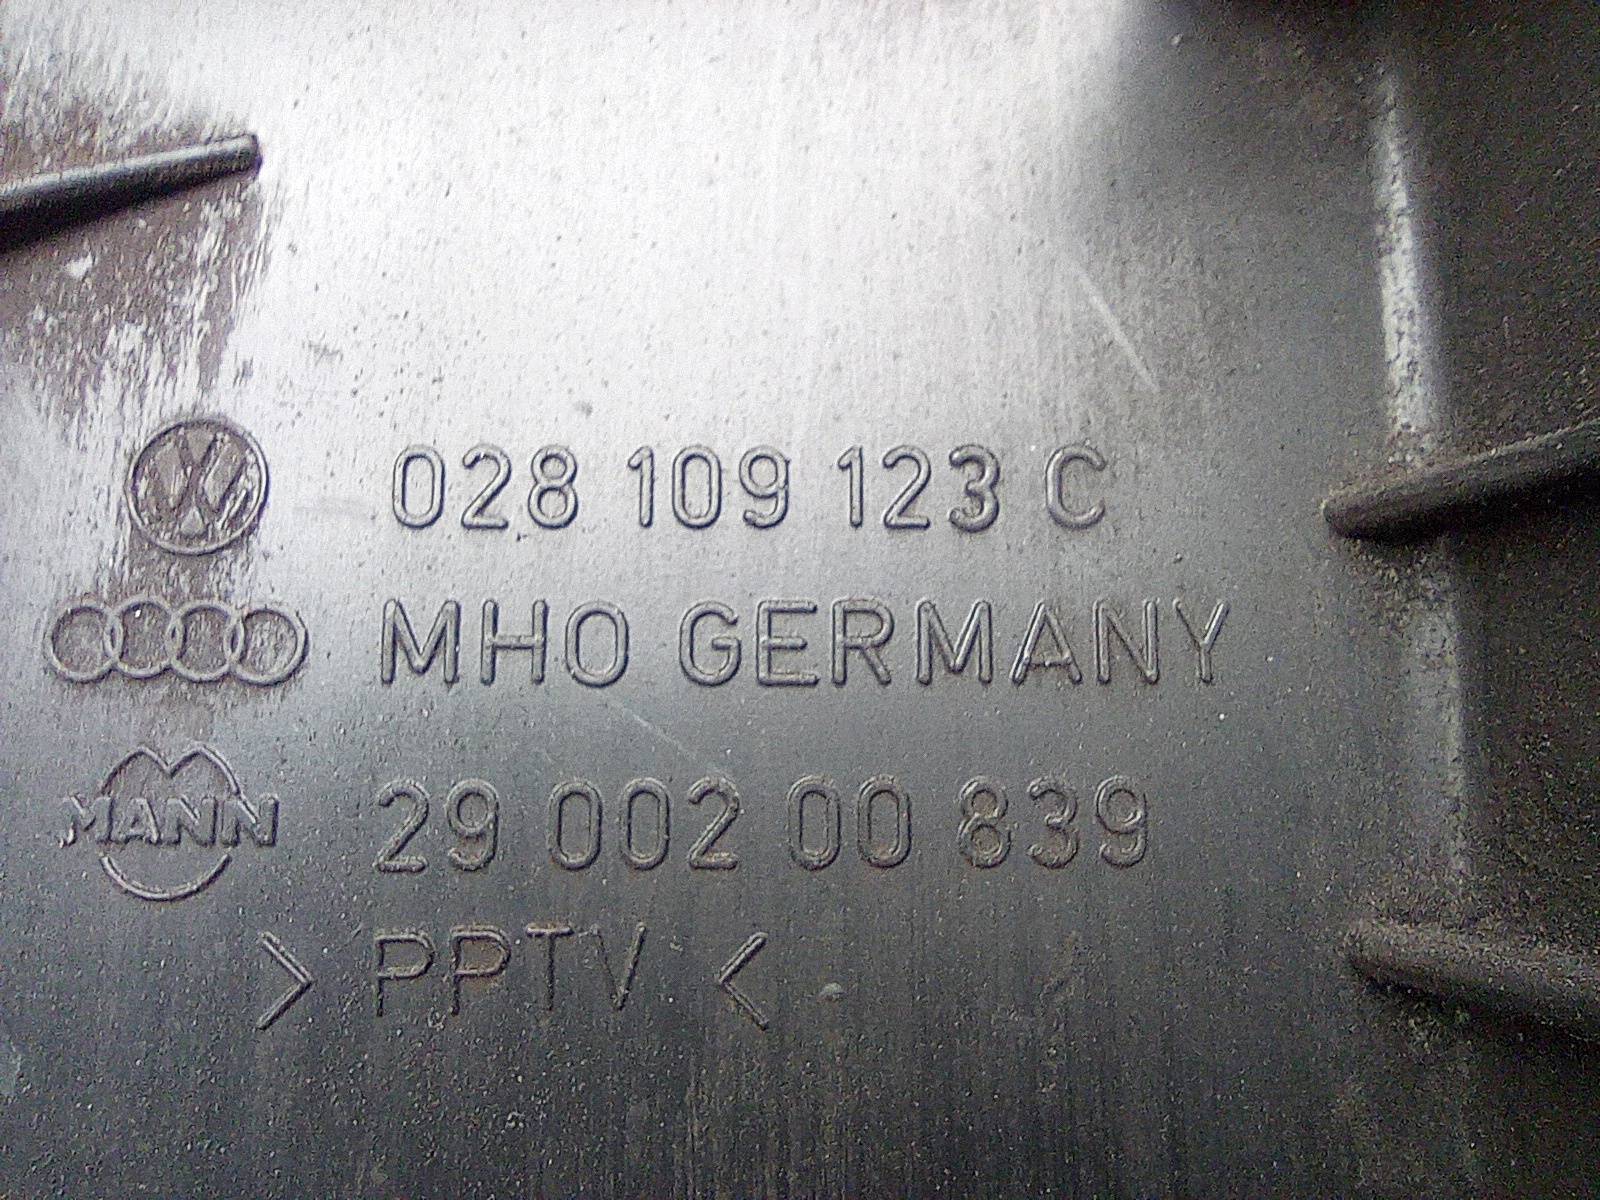 028 109 123 C
MHO GERMANY
MANN 29 002 00 839
> PPTV <